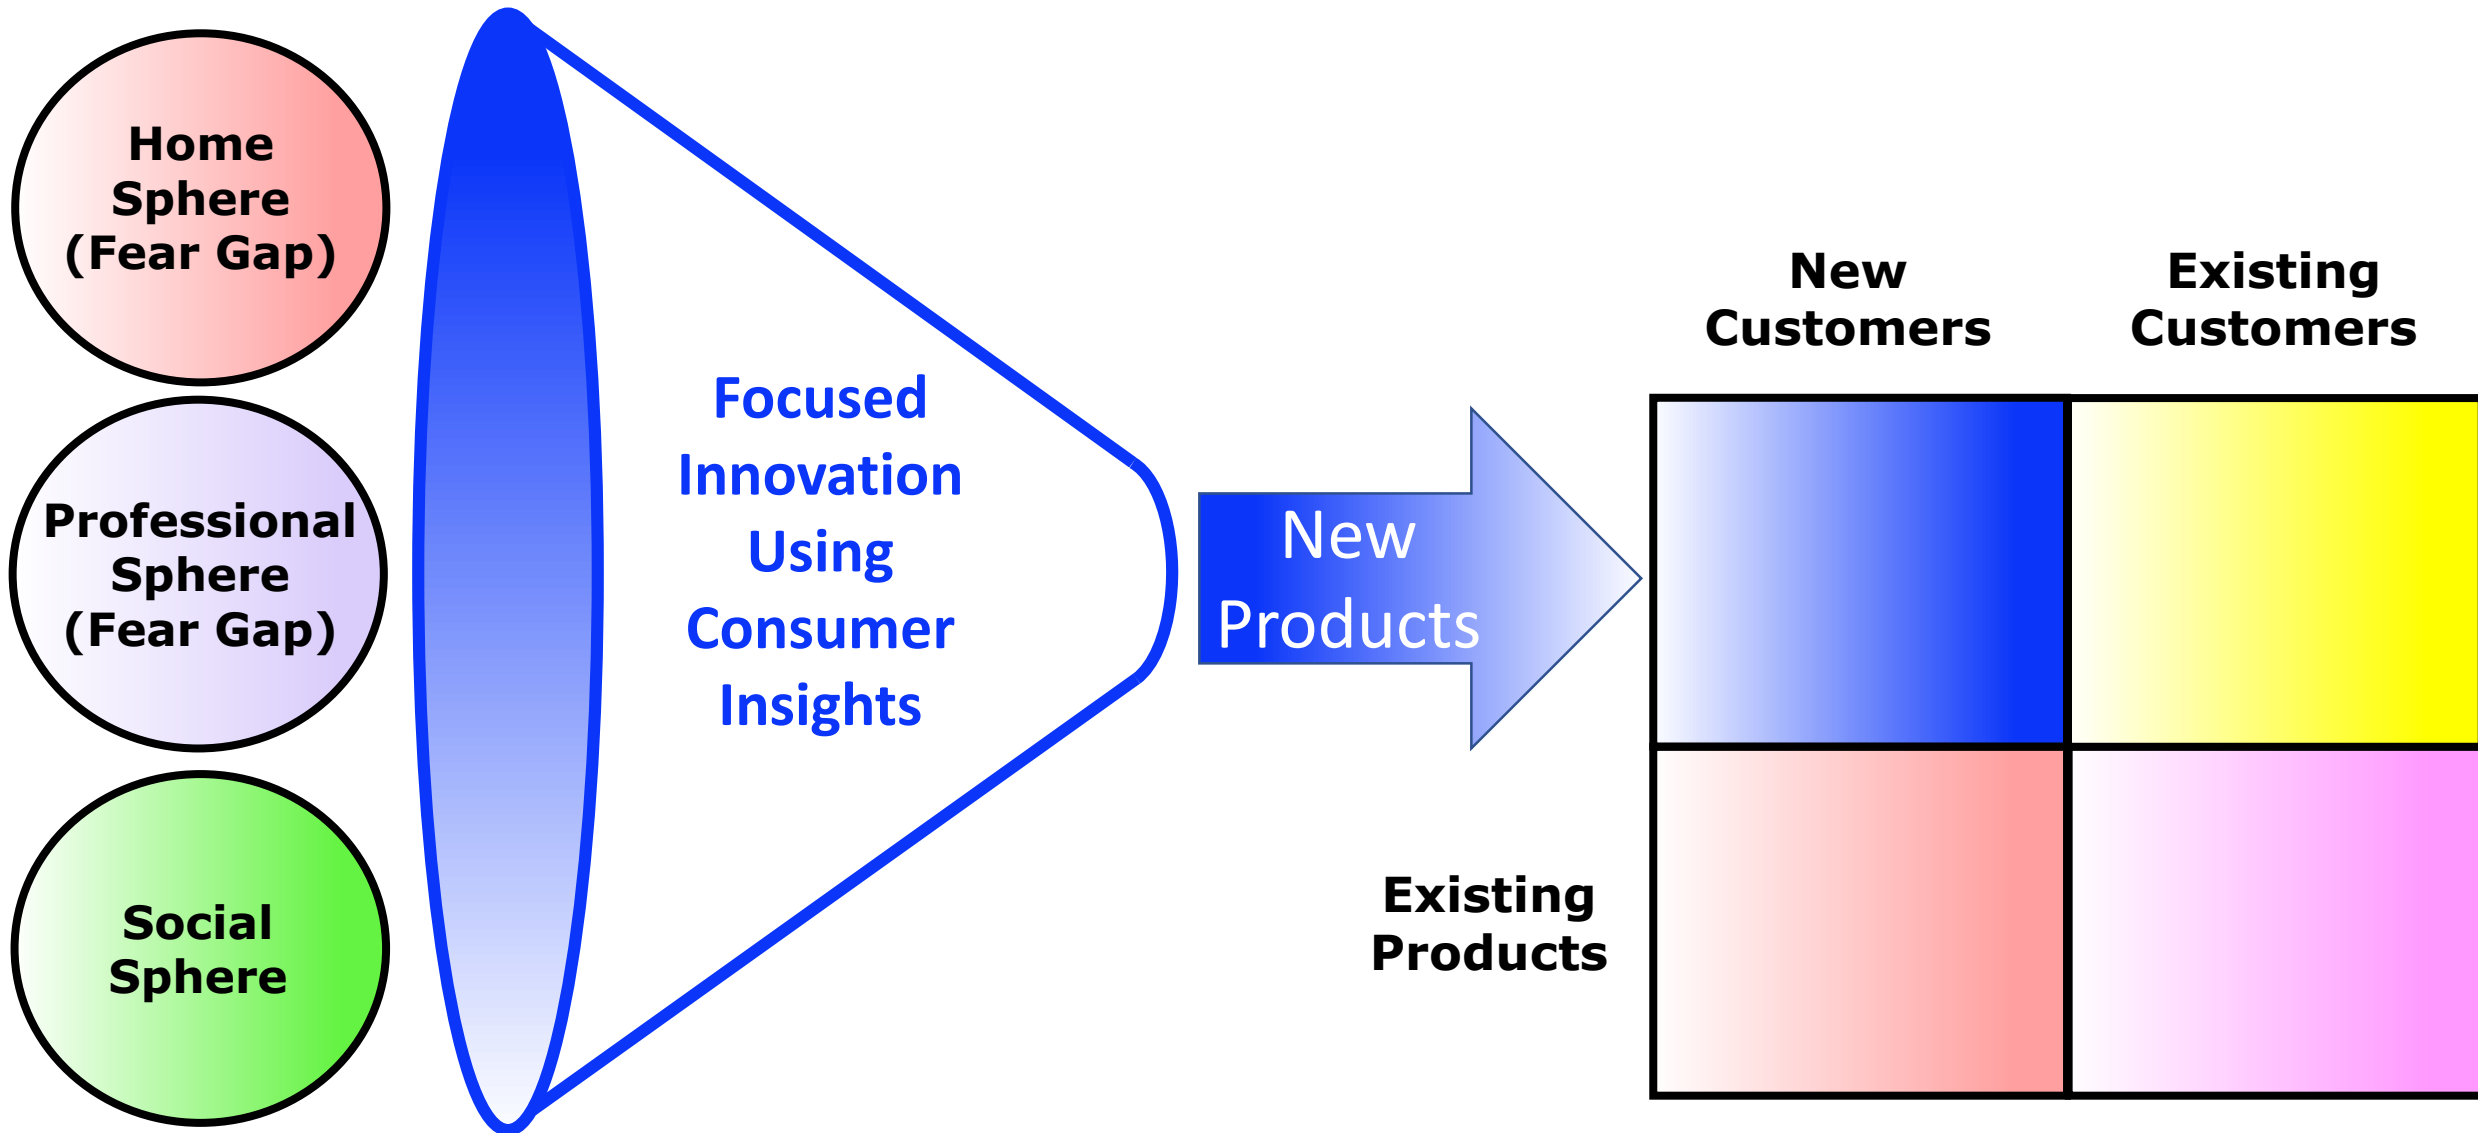 Home
Sphere
(Fear Gap)
Professional
Sphere
(Fear Gap)
Social
Sphere
Focused
Innovation
Using
Consumer
Insights
New
Products
New
Customers
Existing
Customers
Existing
Products